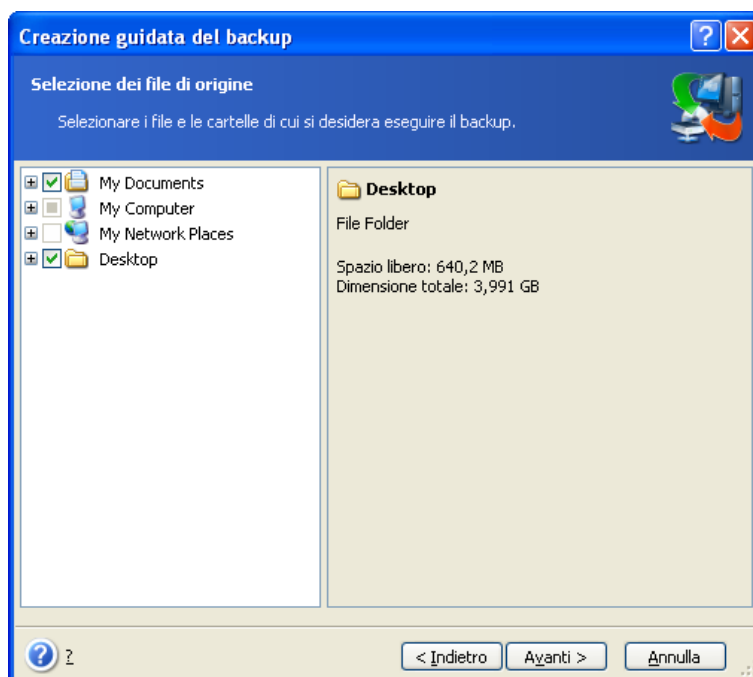 Creazione guidata del backup
Selezione dei file di origine
Selezionare i file e le cartelle di cui si desidera eseguire il backup.
My Documents
My Computer
My Network Places
Desktop
Desktop
File Folder
Spazio libero: 640,2 MB
Dimensione totale: 3,991 GB
? ?
< Indietro
Avanti >
Annulla